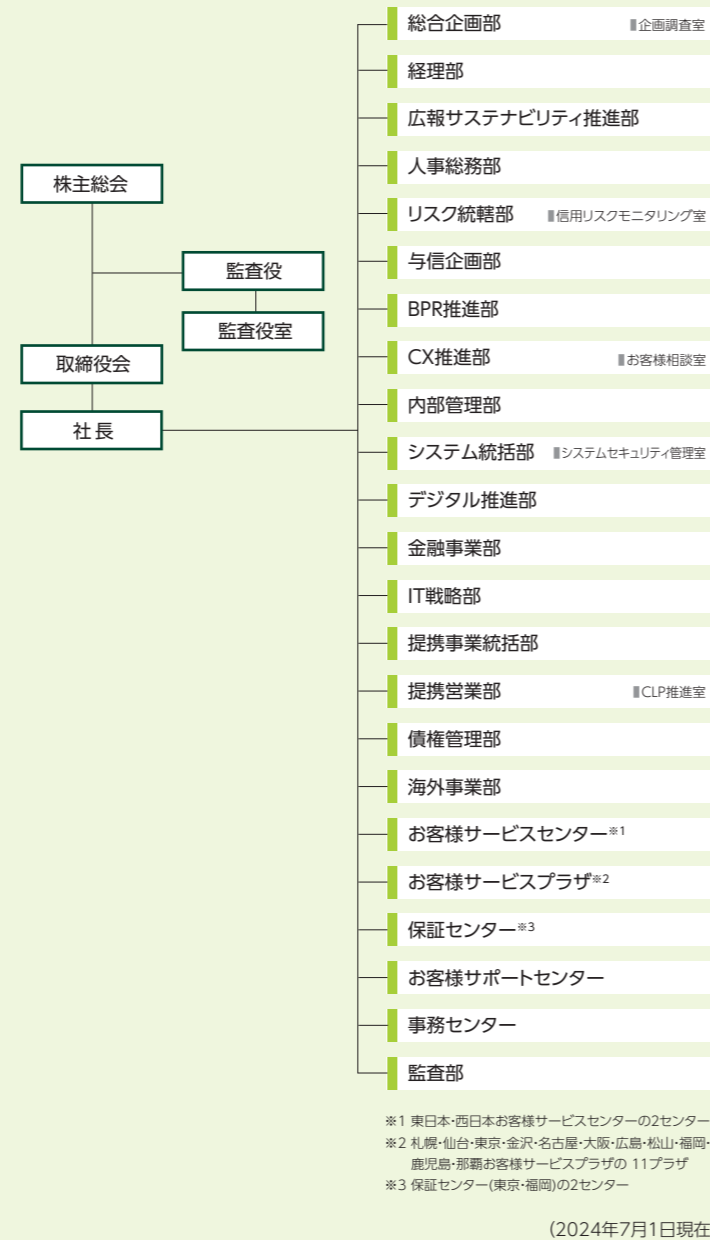 株主総会
監査役
監査役室
取締役会
社長
総合企画部 企画調査室
経理部
広報サステナビリティ推進部
人事総務部
リスク統轄部 信用リスクモニタリング室
与信企画部
BPR推進部
CX推進部 お客様相談室
内部管理部
システム統括部 システムセキュリティ管理室
デジタル推進部
金融事業部
IT戦略部
提携事業統括部
提携営業部 CLP推進室
債権管理部
海外事業部
お客様サービスセンター※1
お客様サービスプラザ※2
保証センター※3
お客様サポートセンター
事務センター
監査部
※1 東日本・西日本お客様サービスセンターの2センター
※2 札幌・仙台・東京・金沢・名古屋・大阪・広島・松山・福岡・
鹿児島・那覇お客様サービスプラザの 11プラザ
※3 保証センター(東京・福岡)の2センター
(2024年7月1日現在